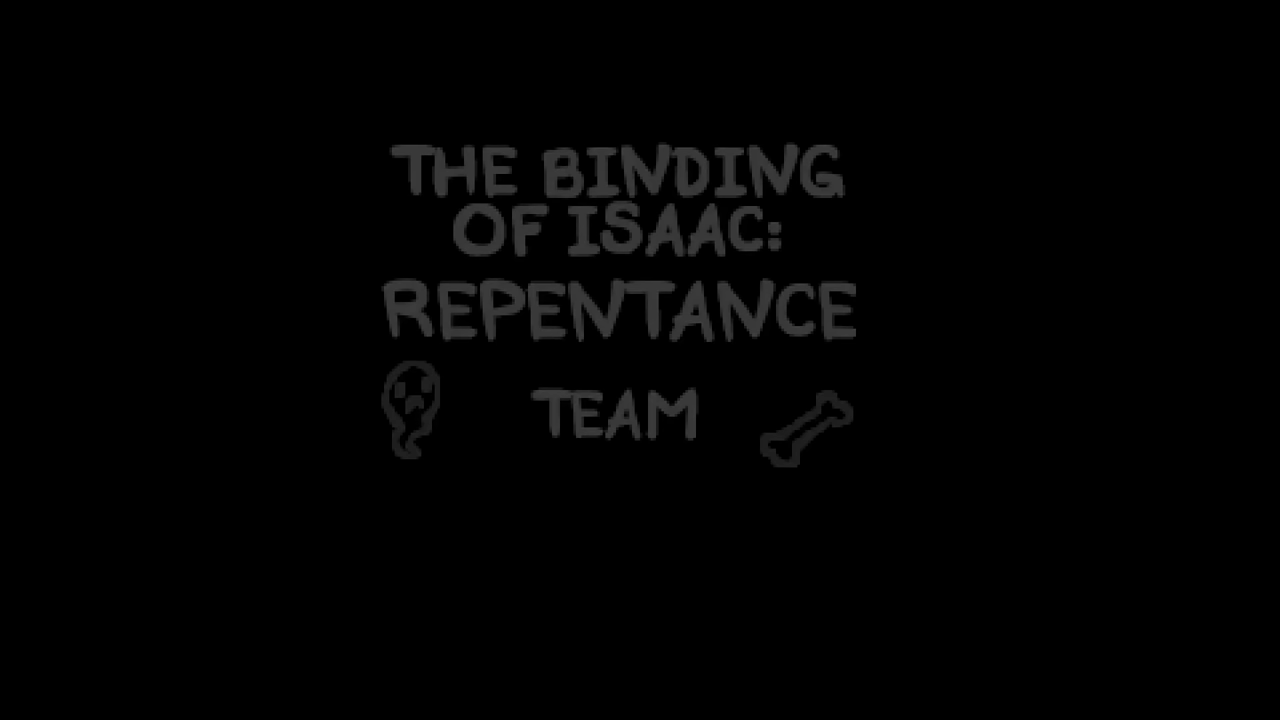 THE BINDING
OF ISAAC:
REPENTANCE
TEAM